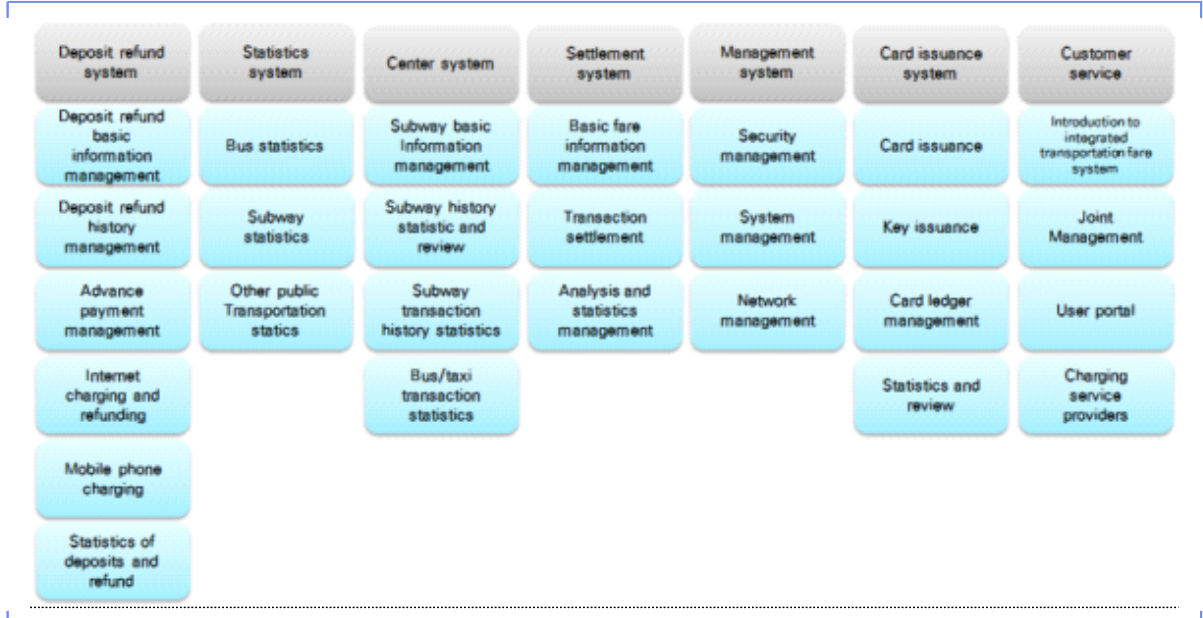 Deposit refund
system
Statistics
system
Center system
Settlement
system
Management
system
Card issuance
system
Customer
service
Deposit refund
basic
information
management
Bus statistics
Subway basic
Information
management
Basic fare
information
management
Security
management
Card issuance
Introduction to
integrated
transportation fare
system
Deposit refund
history
management
Subway
statistics
Subway history
statistic and
review
Transaction
settlement
System
management
Key issuance
Joint
Management
Advance
payment
management
Other public
Transportation
statics
Subway
transaction
history statistics
Analysis and
statistics
management
Network
management
Card ledger
management
User portal
Internet
charging and
refunding
Bus/taxi
transaction
statistics
Statistics and
review
Charging
service
providers
Mobile phone
charging
Statistics of
deposits and
refund